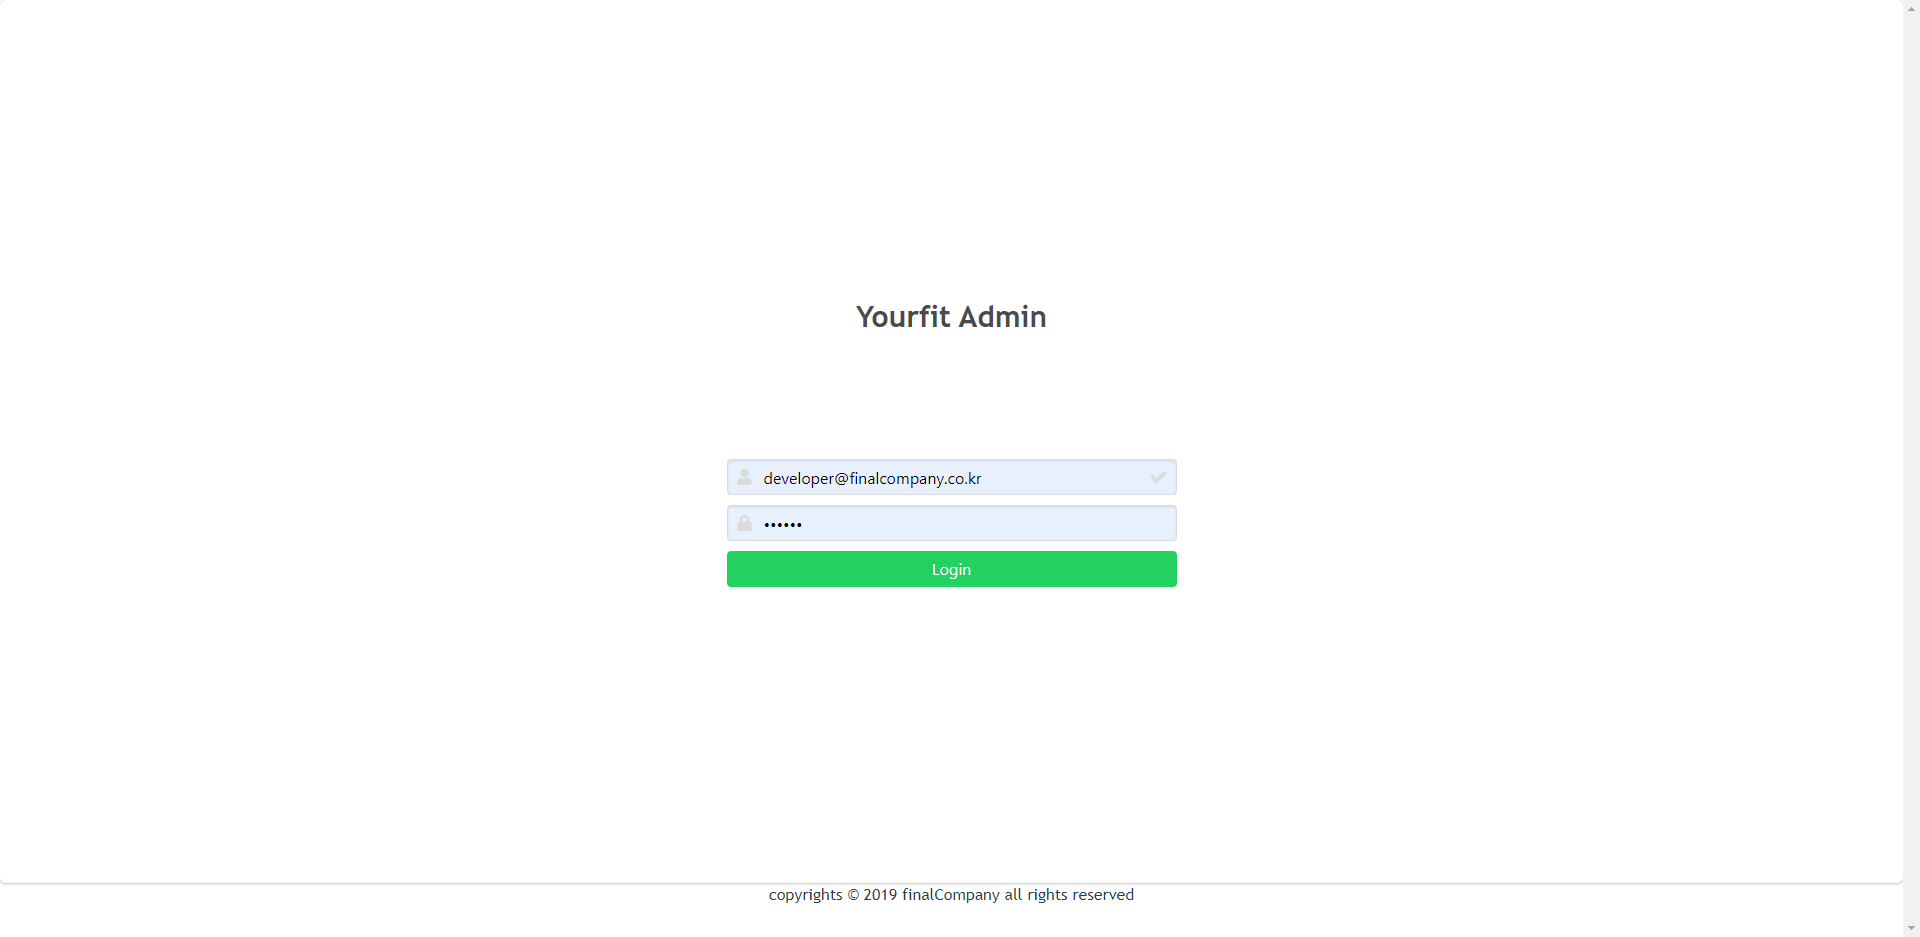 Yourfit Admin
developer@finalcompany.co.kr
••••••
Login
copyrights © 2019 finalCompany all rights reserved